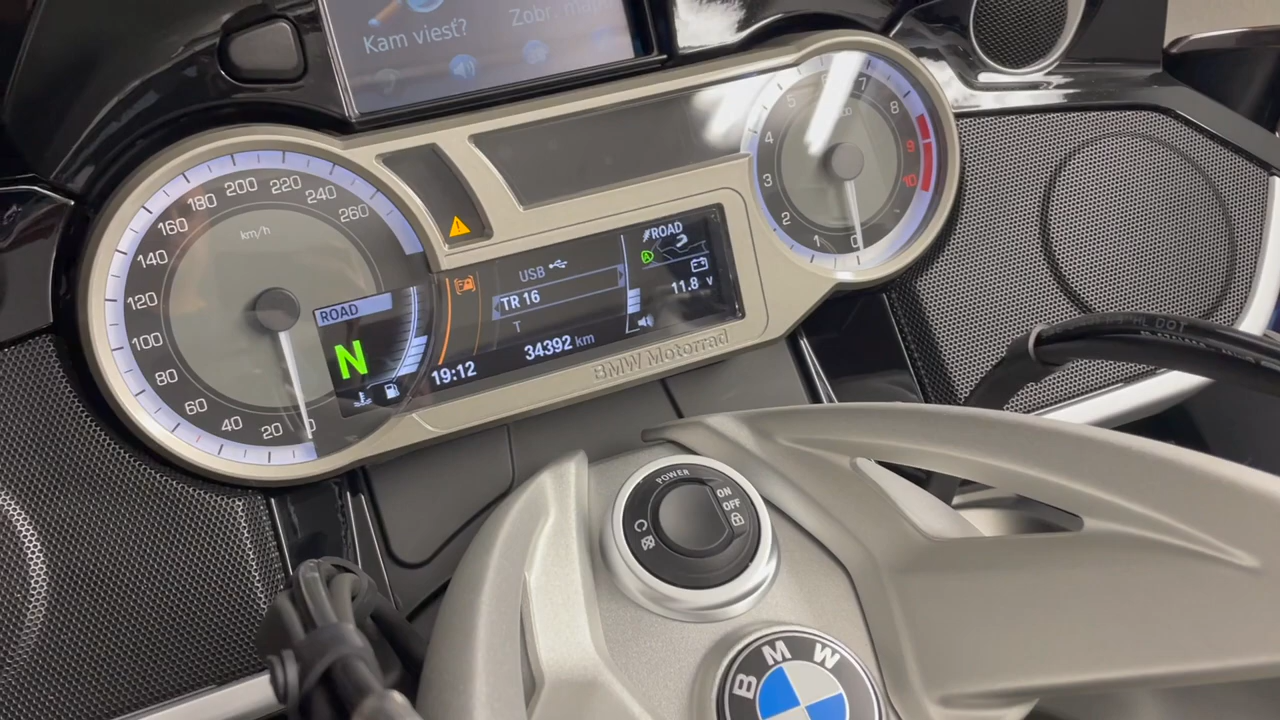 Kam viesť?
Zobr. mapu
km/h
20
40
60
80
100
120
140
160
180
200
220
240
260
ROAD
N
19:12
USB
TR 16
T
34392 km
ROAD
11.8 V
BMW Motorrad
0
1
2
3
4
5
7
8
9
10
POWER
ON
OFF
BMW
DOT